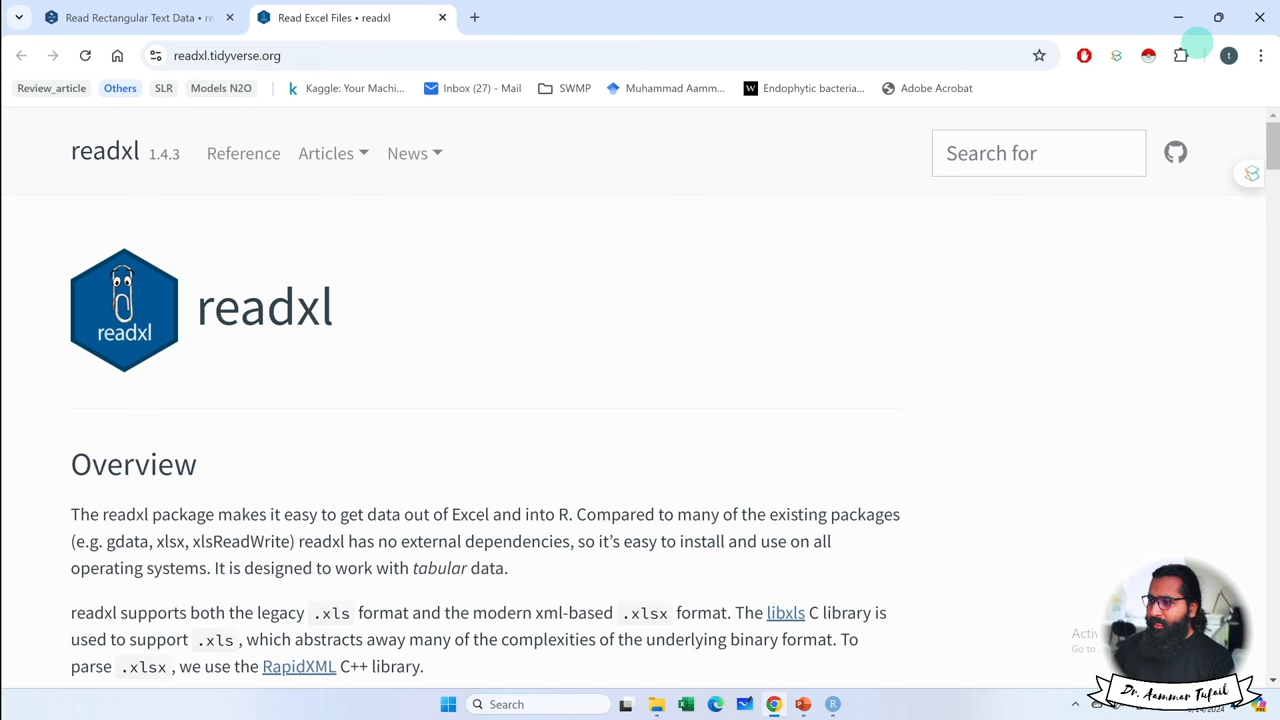 Read Rectangular Text Data • re
Read Excel Files • readxl
readxl.tidyverse.org
t
Review_article
Others
SLR
Models N2O
Kaggle: Your Machi...
Inbox (27) - Mail
SWMP
Muhammad Aamm...
W
Endophytic bacteria...
Adobe Acrobat
readxl 1.4.3
Reference
Articles
News
Search for
readxl
readxl
Overview
The readxl package makes it easy to get data out of Excel and into R. Compared to many of the existing packages
(e.g. gdata, xlsx, xlsReadWrite) readxl has no external dependencies, so it’s easy to install and use on all
operating systems. It is designed to work with tabular data.
readxl supports both the legacy .xls format and the modern xml-based .xlsx format. The libxls C library is
used to support .xls, which abstracts away many of the complexities of the underlying binary format. To
parse .xlsx, we use the RapidXML C++ library.
Go to
Dr. Aammar Tufail
Search